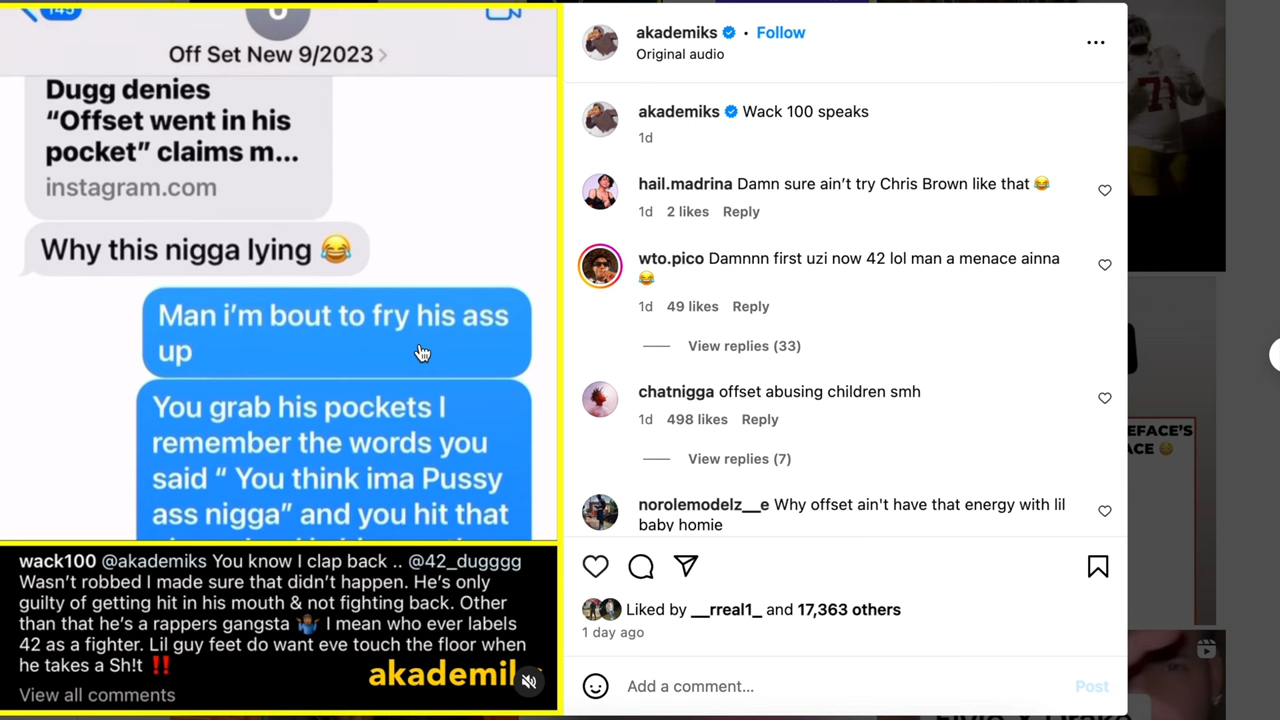 145
Off Set New 9/2023 >
Dugg denies
“Offset went in his
pocket” claims m...
instagram.com
Why this nigga lying 😂
Man i’m bout to fry his ass
up
You grab his pockets I
remember the words you
said “ You think ima Pussy
ass nigga” and you hit that
wack100 @akademiks You know I clap back .. @42_dugggg
Wasn’t robbed I made sure that didn’t happen. He’s only
guilty of getting hit in his mouth & not fighting back. Other
than that he’s a rappers gangsta 🤷🏾‍♂️ I mean who ever labels
42 as a fighter. Lil guy feet do want eve touch the floor when
he takes a Sh!t ‼️
akademi
View all comments
akademiks • Follow
Original audio
akademiks Wack 100 speaks
1d
hail.madrina Damn sure ain’t try Chris Brown like that 😂
1d 2 likes Reply
wto.pico Damnnn first uzi now 42 lol man a menace ainna
😂
1d 49 likes Reply
View replies (33)
chatnigga offset abusing children smh
1d 498 likes Reply
View replies (7)
norolemodelz__e Why offset ain't have that energy with lil
baby homie
Liked by __rreal1_ and 17,363 others
1 day ago
Add a comment...
Post
71
EFACE’S
ACE 😳